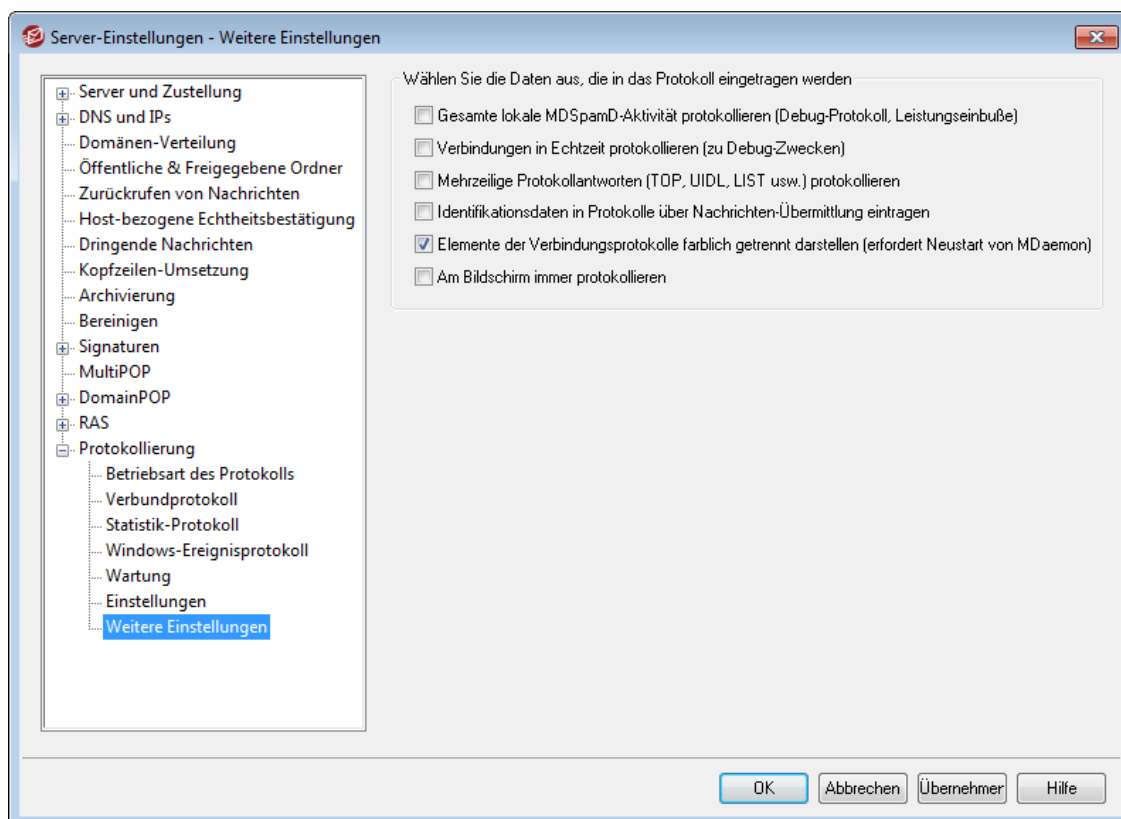 Server-Einstellungen - Weitere Einstellungen
Server und Zustellung
DNS und IPs
Domänen-Verteilung
Öffentliche & Freigegebene Ordner
Zurückrufen von Nachrichten
Host-bezogene Echtheitsbestätigung
Dringende Nachrichten
Kopfzeilen-Umsetzung
Archivierung
Bereinigen
Signaturen
MultiPOP
DomainPOP
RAS
Protokollierung
Betriebsart des Protokolls
Verbundprotokoll
Statistik-Protokoll
Windows-Ereignisprotokoll
Wartung
Einstellungen
Weitere Einstellungen
Wählen Sie die Daten aus, die in das Protokoll eingetragen werden
Gesamte lokale MDSpamD-Aktivität protokollieren (Debug-Protokoll, Leistungseinbuße)
Verbindungen in Echtzeit protokollieren (zu Debug-Zwecken)
Mehrzeilige Protokollantworten (TOP, UIDL, LIST usw.) protokollieren
Identifikationsdaten in Protokolle über Nachrichten-Übermittlung eintragen
Elemente der Verbindungsprotokolle farblich getrennt darstellen (erfordert Neustart von MDaemon)
Am Bildschirm immer protokollieren
OK
Abbrechen
Übernehmer
Hilfe